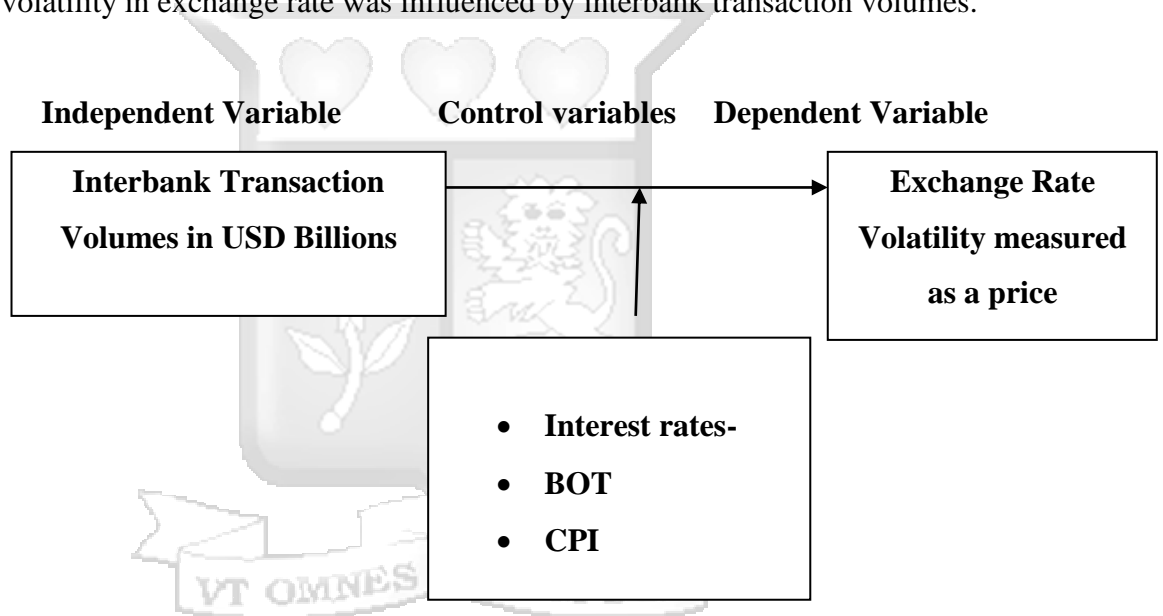 volatility in exchange rate was influenced by interbank transaction volumes.
Independent Variable Control variables Dependent Variable
Interbank Transaction
Volumes in USD Billions
Exchange Rate
Volatility measured
as a price
• Interest rates-
• BOT
• CPI
VT OMNES